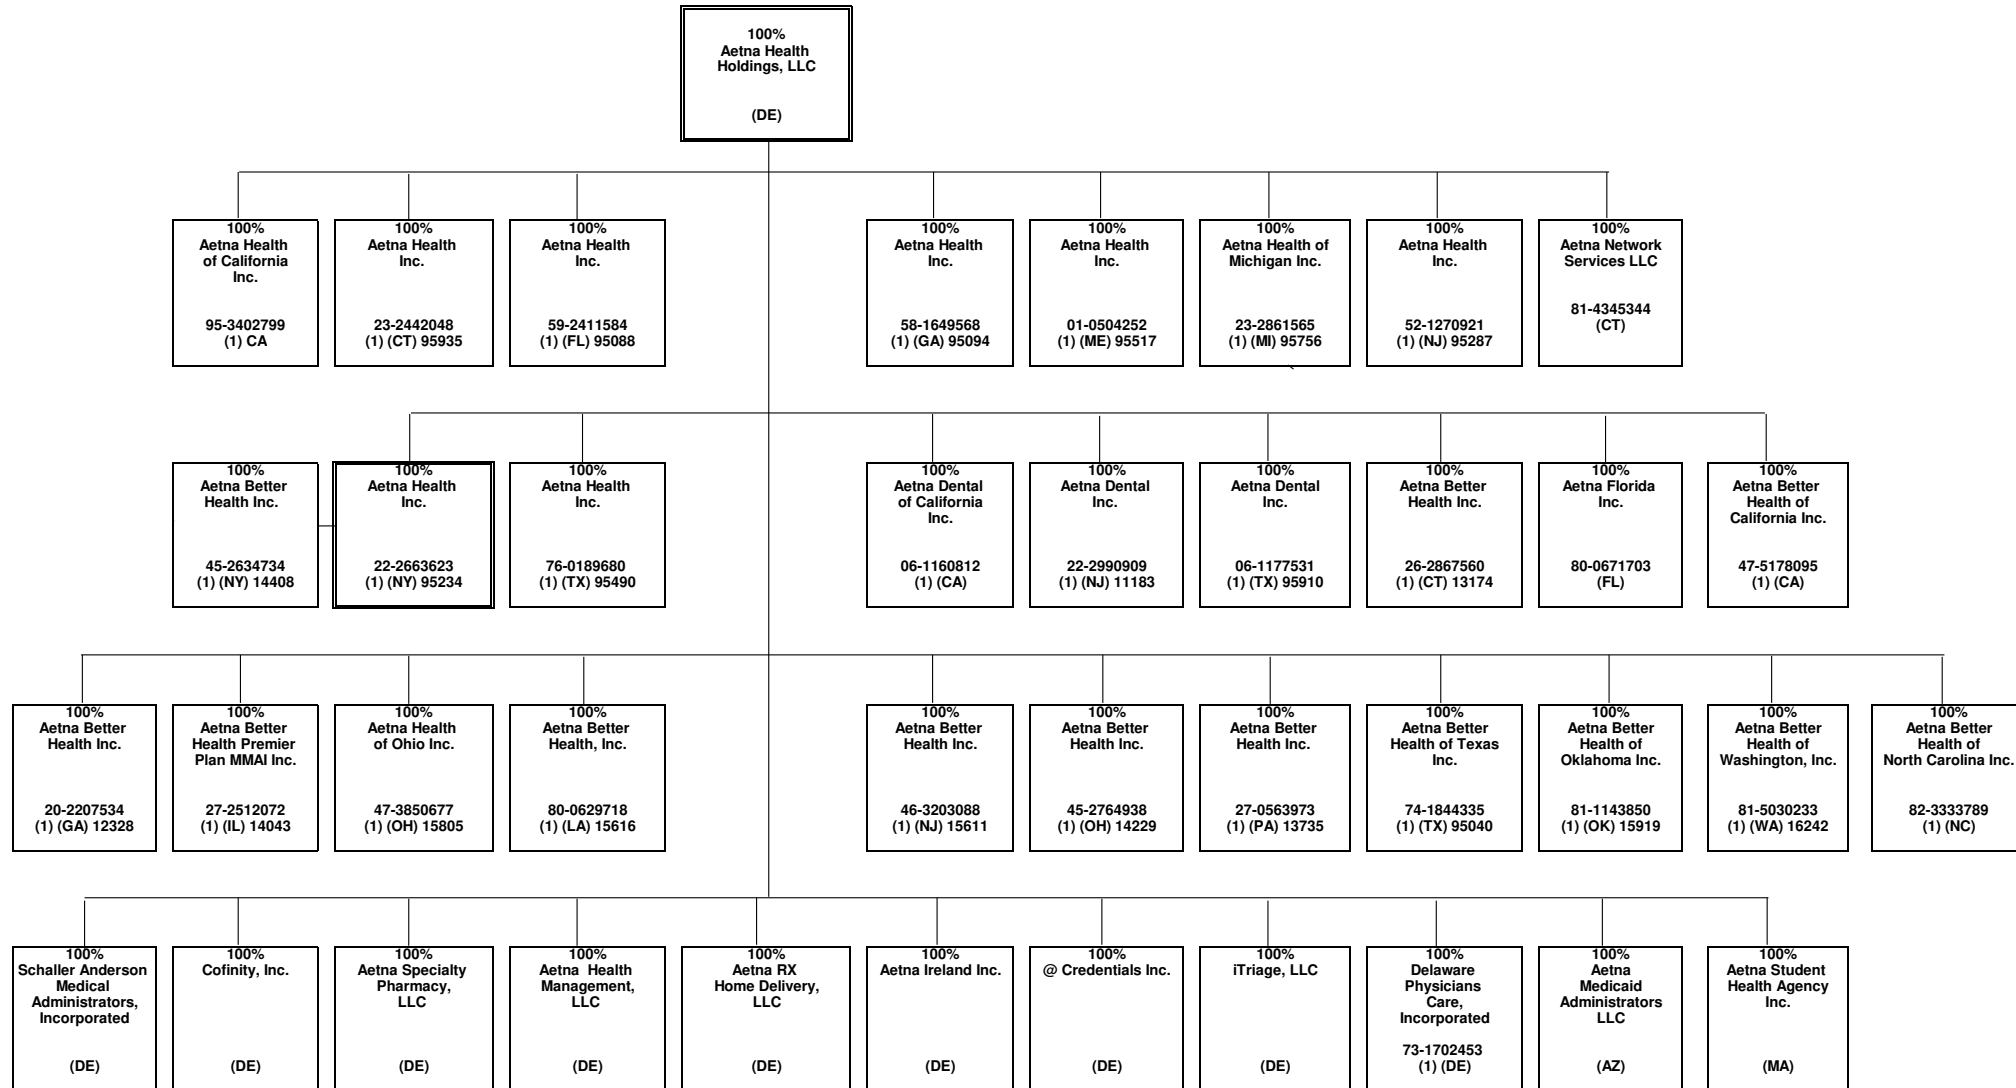 100%
Aetna Health
Holdings, LLC
(DE)
100%
Aetna Health
of California
Inc.
95-3402799
(1) CA
100%
Aetna Health
Inc.
23-2442048
(1) (CT) 95935
100%
Aetna Health
Inc.
59-2411584
(1) (FL) 95088
100%
Aetna Health
Inc.
58-1649568
(1) (GA) 95094
100%
Aetna Health
Inc.
01-0504252
(1) (ME) 95517
100%
Aetna Health of
Michigan Inc.
23-2861565
(1) (MI) 95756
100%
Aetna Health
Inc.
52-1270921
(1) (NJ) 95287
100%
Aetna Network
Services LLC
81-4345344
(CT)
100%
Aetna Better
Health Inc.
45-2634734
(1) (NY) 14408
100%
Aetna Health
Inc.
22-2663623
(1) (NY) 95234
100%
Aetna Health
Inc.
76-0189680
(1) (TX) 95490
100%
Aetna Dental
of California
Inc.
06-1160812
(1) (CA)
100%
Aetna Dental
Inc.
22-2990909
(1) (NJ) 11183
100%
Aetna Dental
Inc.
06-1177531
(1) (TX) 95910
100%
Aetna Better
Health Inc.
26-2867560
(1) (CT) 13174
100%
Aetna Florida
Inc.
80-0671703
(FL)
100%
Aetna Better
Health of
California Inc.
47-5178095
(1) (CA)
100%
Aetna Better
Health Inc.
20-2207534
(1) (GA) 12328
100%
Aetna Better
Health Premier
Plan MMAI Inc.
27-2512072
(1) (IL) 14043
100%
Aetna Health
of Ohio Inc.
47-3850677
(1) (OH) 15805
100%
Aetna Better
Health, Inc.
80-0629718
(1) (LA) 15616
100%
Aetna Better
Health Inc.
46-3203088
(1) (NJ) 15611
100%
Aetna Better
Health Inc.
45-2764938
(1) (OH) 14229
100%
Aetna Better
Health Inc.
27-0563973
(1) (PA) 13735
100%
Aetna Better
Health of Texas
Inc.
74-1844335
(1) (TX) 95040
100%
Aetna Better
Health of
Oklahoma Inc.
81-1143850
(1) (OK) 15919
100%
Aetna Better
Health of
Washington, Inc.
81-5030233
(1) (WA) 16242
100%
Aetna Better
Health of
North Carolina Inc.
82-3333789
(1) (NC)
100%
Schaller Anderson
Medical
Administrators,
Incorporated
(DE)
100%
Cofinity, Inc.
(DE)
100%
Aetna Specialty
Pharmacy,
LLC
(DE)
100%
Aetna Health
Management,
LLC
(DE)
100%
Aetna RX
Home Delivery,
LLC
(DE)
100%
Aetna Ireland Inc.
(DE)
100%
@ Credentials Inc.
(DE)
100%
iTriage, LLC
(DE)
100%
Delaware
Physicians
Care,
Incorporated
73-1702453
(1) (DE)
100%
Aetna
Medicaid
Administrators
LLC
(AZ)
100%
Aetna Student
Health Agency
Inc.
(MA)